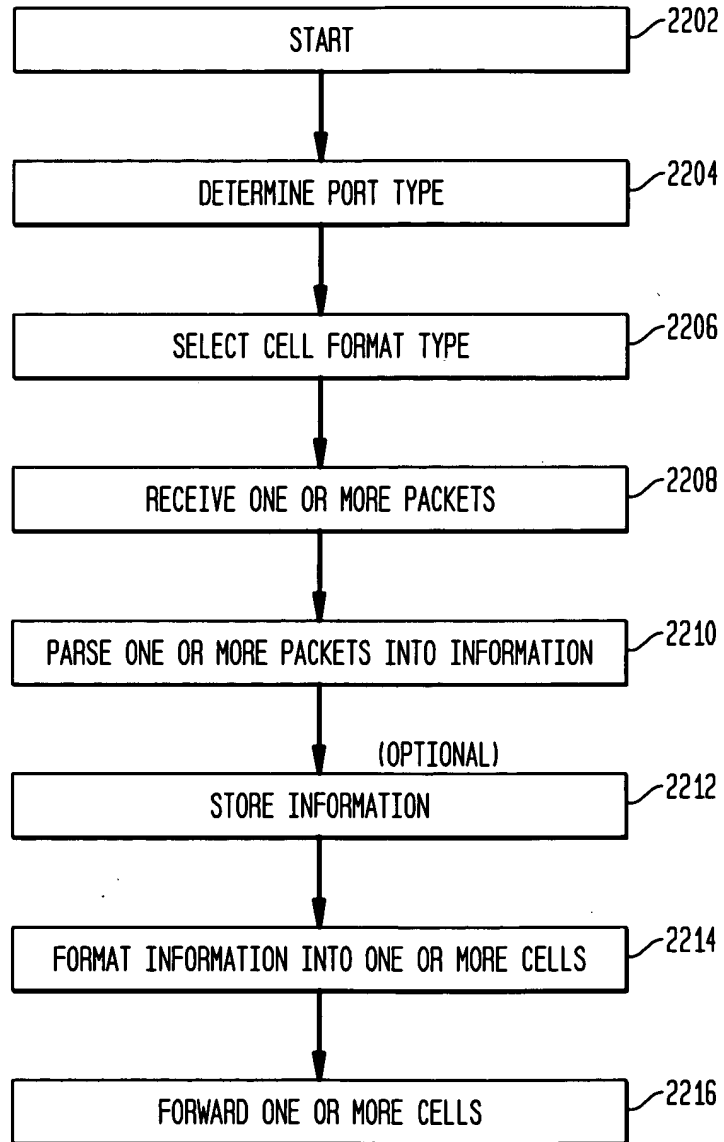 START
2202
DETERMINE PORT TYPE
2204
SELECT CELL FORMAT TYPE
2206
RECEIVE ONE OR MORE PACKETS
2208
PARSE ONE OR MORE PACKETS INTO INFORMATION
2210
(OPTIONAL)
STORE INFORMATION
2212
FORMAT INFORMATION INTO ONE OR MORE CELLS
2214
FORWARD ONE OR MORE CELLS
2216